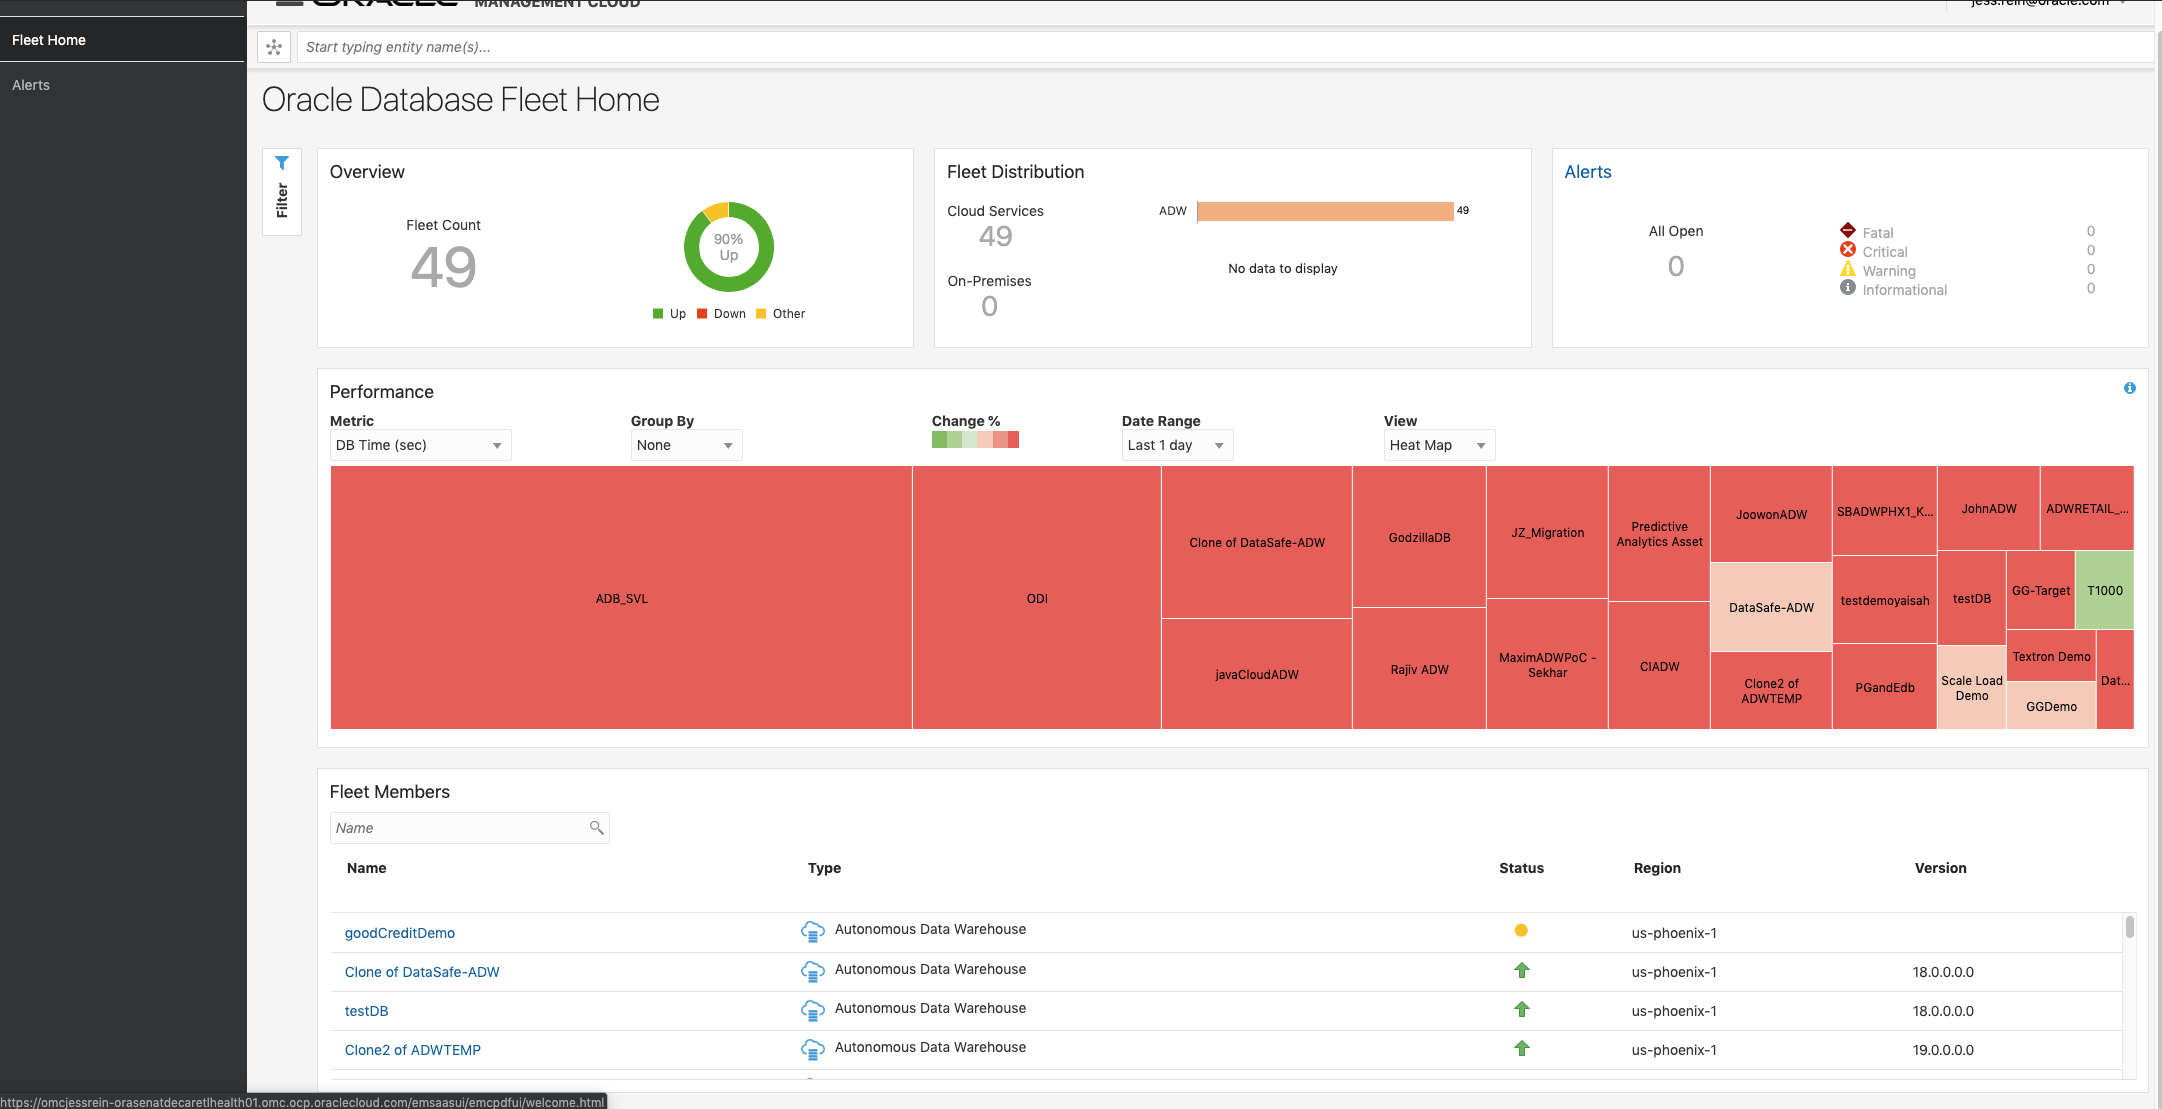 ORACLE MANAGEMENT CLOUD
jess.rein@oracle.com
Fleet Home
Alerts
Start typing entity name(s)...
Oracle Database Fleet Home
Filter
Overview
Fleet Count
49
90%
Up
Up Down Other
Fleet Distribution
Cloud Services
49
ADW 49
On-Premises
0
No data to display
Alerts
All Open
0
Fatal 0
Critical 0
Warning 0
Informational 0
Performance
Metric Group By Change % Date Range View
DB Time (sec) None Last 1 day Heat Map
ADB_SVL
ODI
Clone of DataSafe-ADW
javaCloudADW
GodzillaDB
Rajiv ADW
JZ_Migration
MaximADWPoC -
Sekhar
Predictive
Analytics Asset
CIADW
JoowonADW
DataSafe-ADW
Clone2 of
ADWTEMP
SBADWPHX1_K...
testdemoyaisah
PGandEdb
JohnADW
ADWRETAIL_...
testDB
GG-Target
T1000
Scale Load
Demo
Textron Demo
GGDemo
Dat...
Fleet Members
Name
Name Type Status Region Version
goodCreditDemo Autonomous Data Warehouse us-phoenix-1
Clone of DataSafe-ADW Autonomous Data Warehouse us-phoenix-1 18.0.0.0.0
testDB Autonomous Data Warehouse us-phoenix-1 18.0.0.0.0
Clone2 of ADWTEMP Autonomous Data Warehouse us-phoenix-1 19.0.0.0.0
https://omcjessrein-orasenatdecaretlhealth01.omc.ocp.oraclecloud.com/emsaasui/emcpdfui/welcome.html